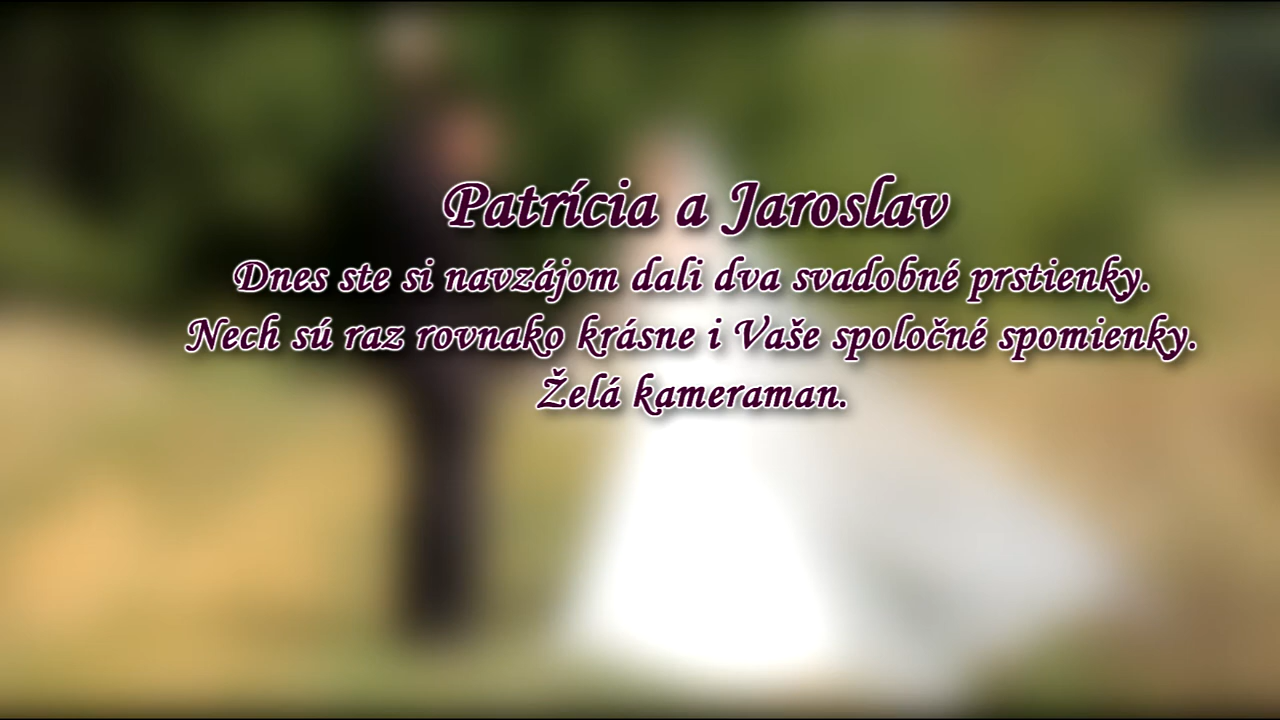 Patrícia a Jaroslav
Dnes ste si navzájom dali dva svadobné prstienky.
Nech sú raz rovnako krásne i Vaše spoločné spomienky.
Želá kameraman.